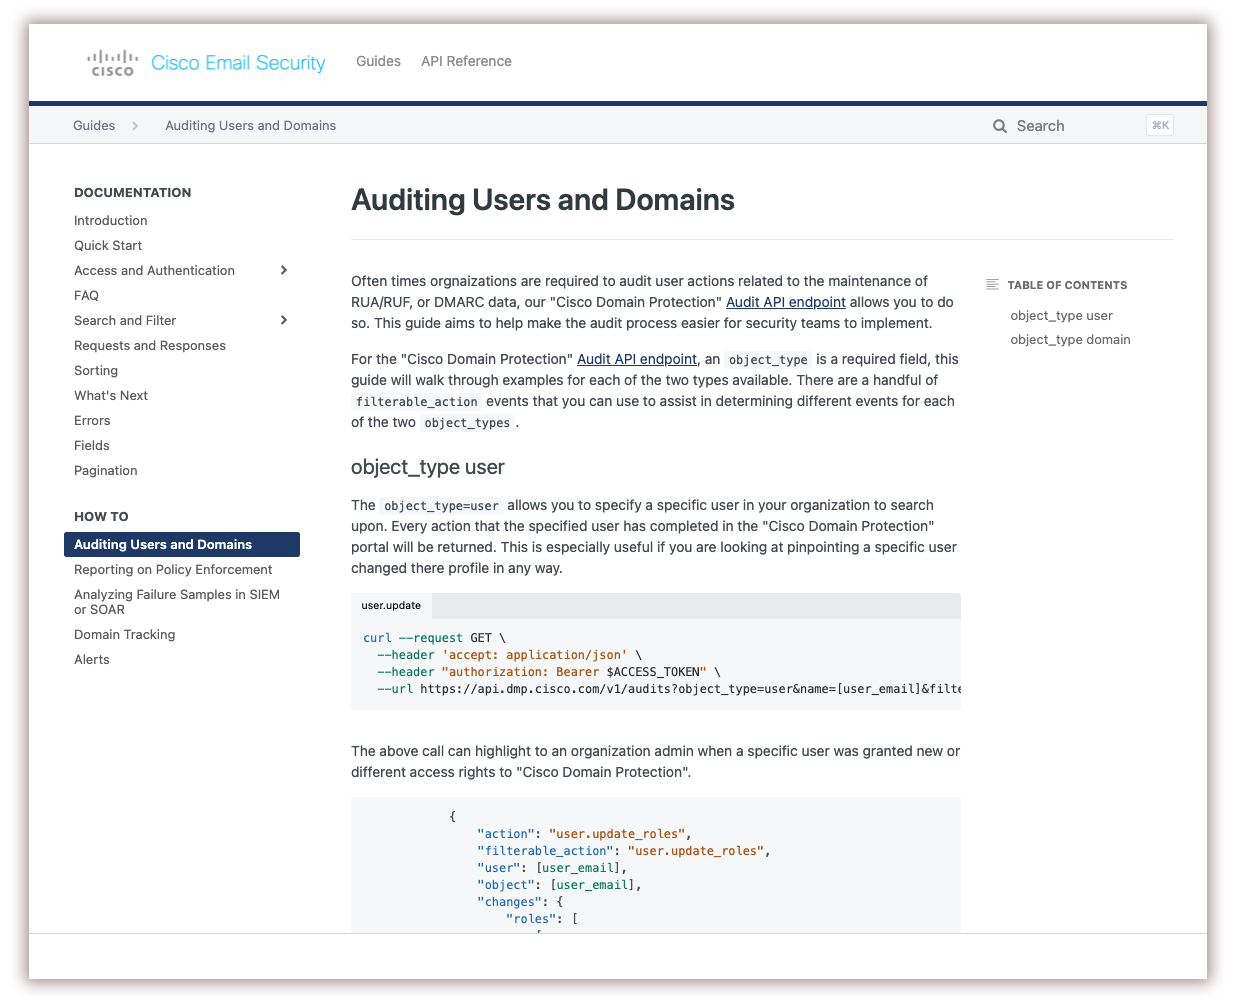 CISCO Cisco Email Security Guides API Reference
Guides Auditing Users and Domains Search ⌘K
DOCUMENTATION
Introduction
Quick Start
Access and Authentication
FAQ
Search and Filter
Requests and Responses
Sorting
What's Next
Errors
Fields
Pagination
HOW TO
Auditing Users and Domains
Reporting on Policy Enforcement
Analyzing Failure Samples in SIEM
or SOAR
Domain Tracking
Alerts
Auditing Users and Domains
Often times orgnaizations are required to audit user actions related to the maintenance of
RUA/RUF, or DMARC data, our "Cisco Domain Protection" Audit API endpoint allows you to do
so. This guide aims to help make the audit process easier for security teams to implement.
For the "Cisco Domain Protection" Audit API endpoint, an object_type is a required field, this
guide will walk through examples for each of the two types available. There are a handful of
filterable_action events that you can use to assist in determining different events for each
of the two object_types.
object_type user
The object_type=user allows you to specify a specific user in your organization to search
upon. Every action that the specified user has completed in the "Cisco Domain Protection"
portal will be returned. This is especially useful if you are looking at pinpointing a specific user
changed there profile in any way.
user.update
curl --request GET \
--header 'accept: application/json' \
--header "authorization: Bearer $ACCESS_TOKEN" \
--url https://api.dmp.cisco.com/v1/audits?object_type=user&name=[user_email]&filte
The above call can highlight to an organization admin when a specific user was granted new or
different access rights to "Cisco Domain Protection".
{
"action": "user.update_roles",
"filterable_action": "user.update_roles",
"user": [user_email],
"object": [user_email],
"changes": {
"roles": [
TABLE OF CONTENTS
object_type user
object_type domain